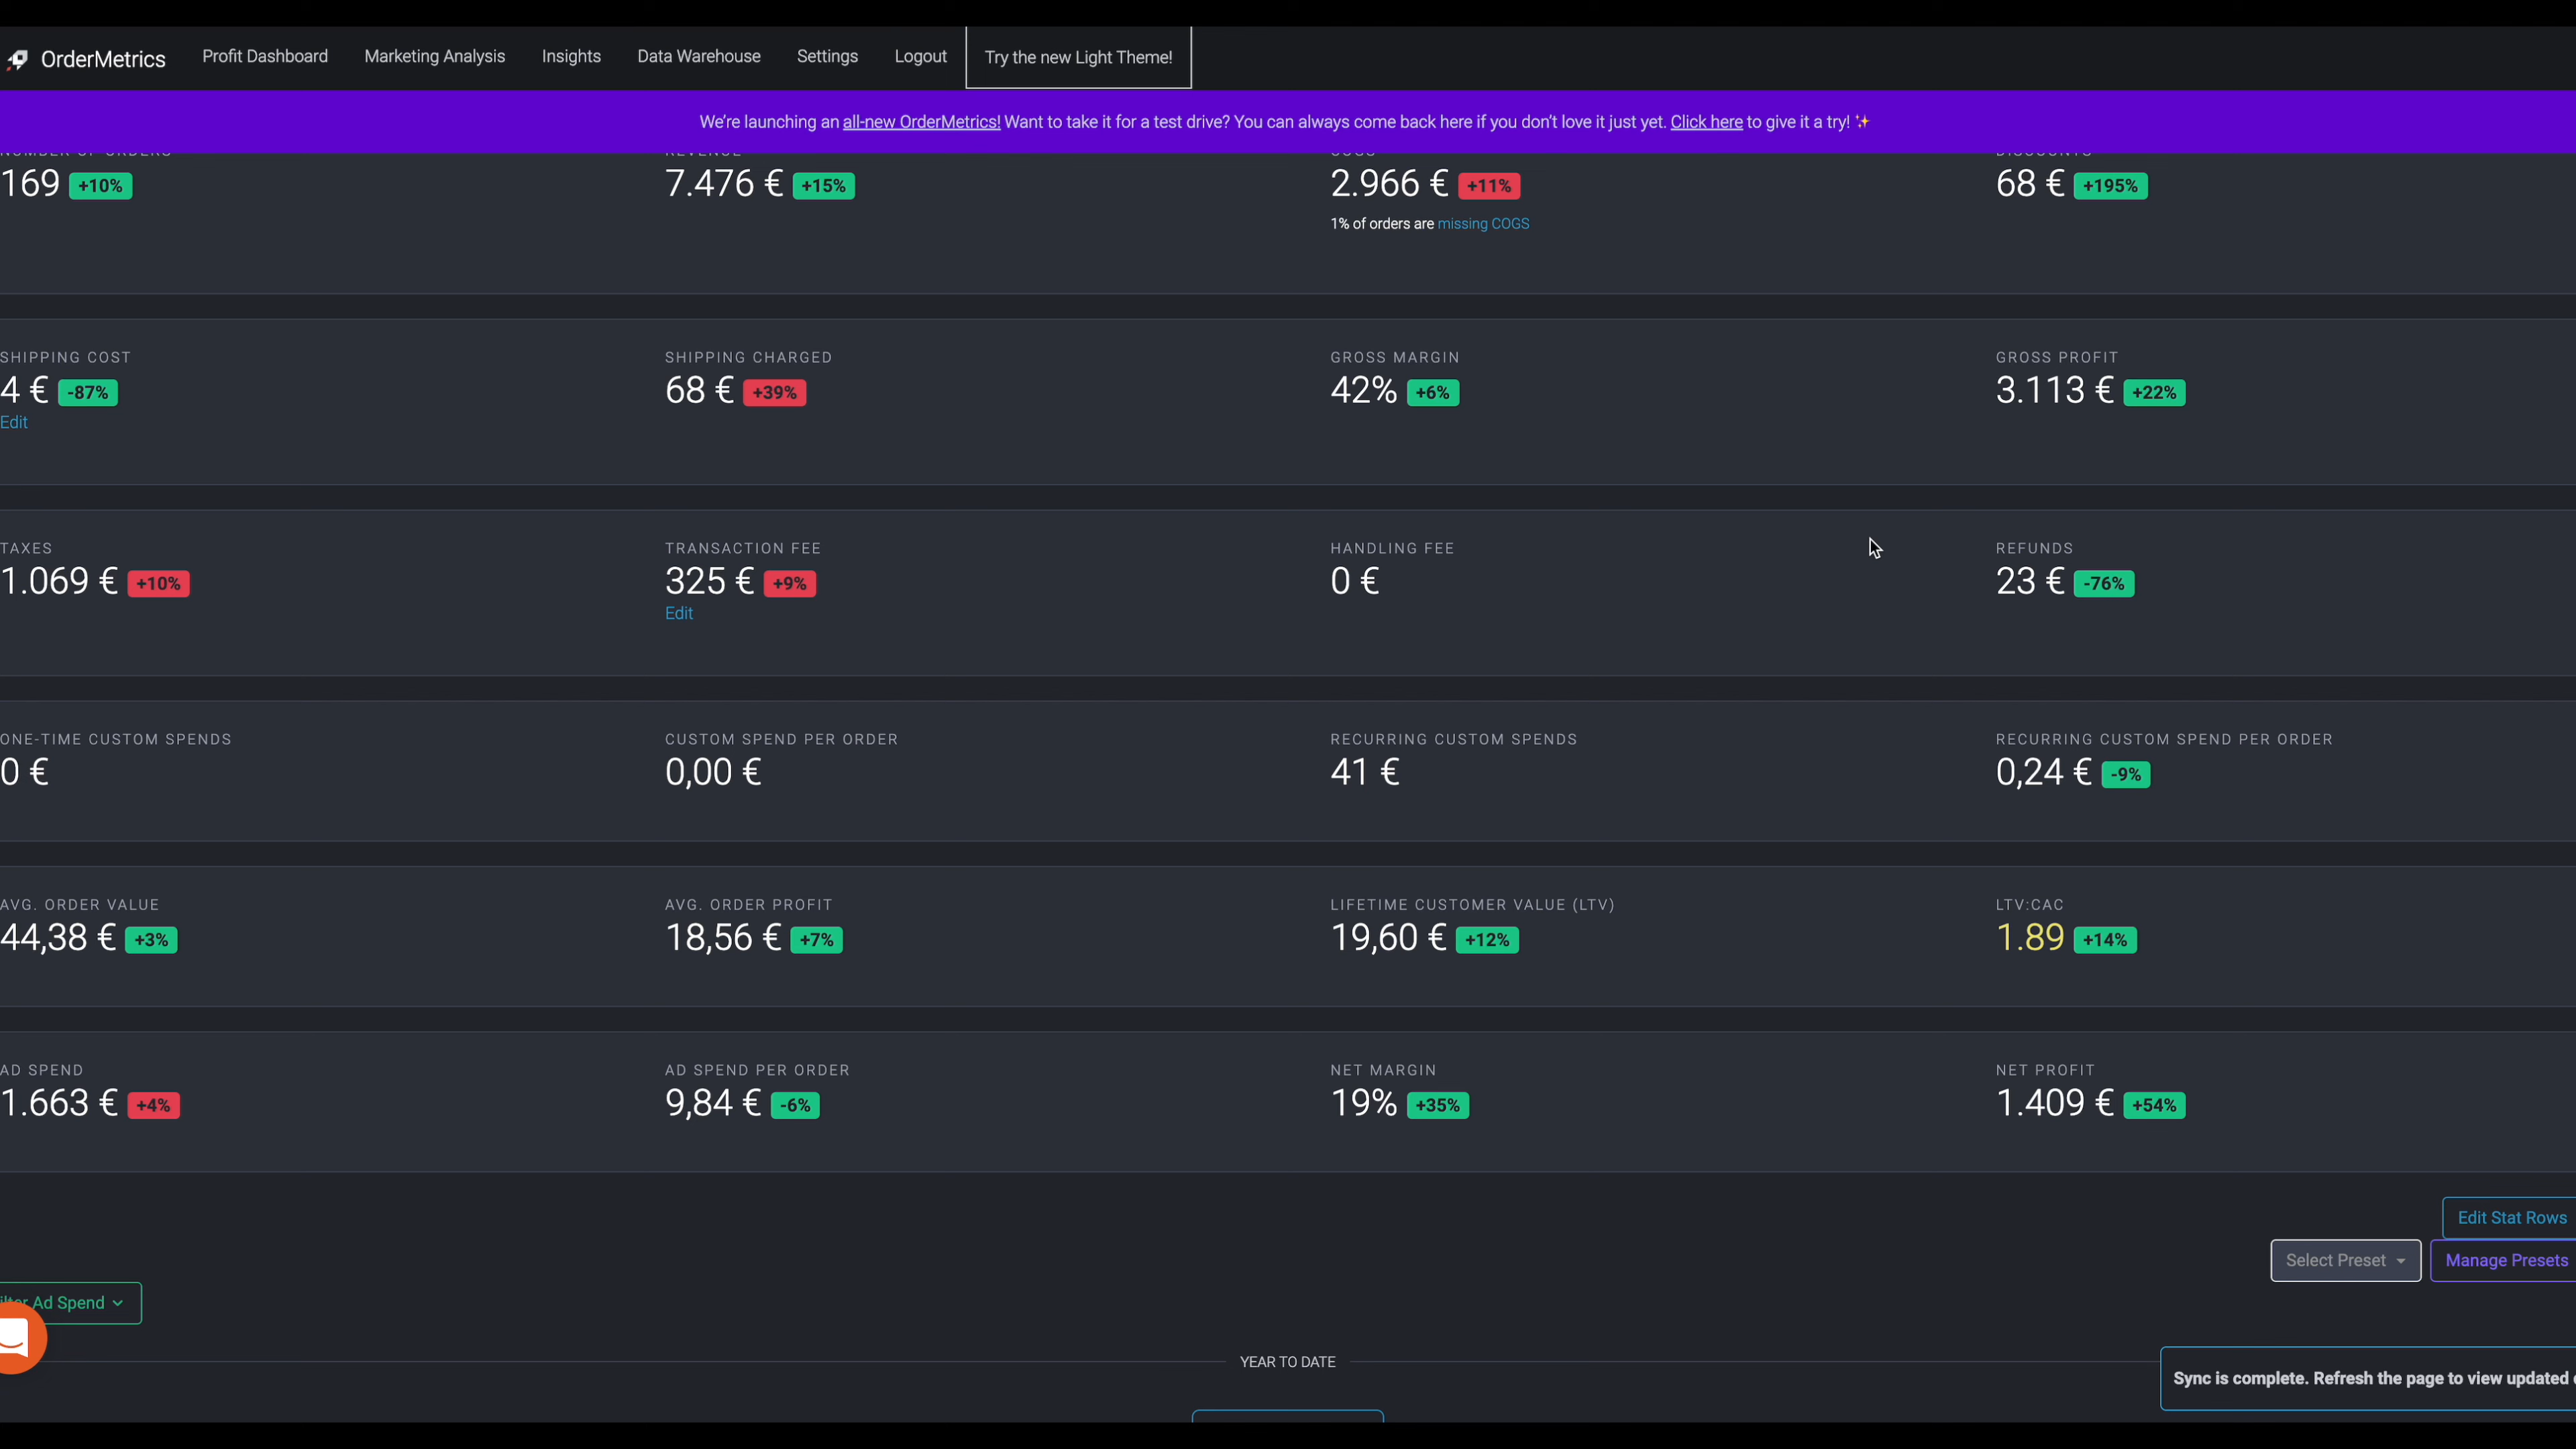 OrderMetrics
Profit Dashboard
Marketing Analysis
Insights
Data Warehouse
Settings
Logout
Try the new Light Theme!
We're launching an all-new OrderMetrics! Want to take it for a test drive? You can always come back here if you don't love it just yet. Click here to give it a try! ✨
NUMBER OF ORDERS
169 +10%
REVENUE
7.476 € +15%
COGS
2.966 € +11%
1% of orders are missing COGS
DISCOUNTS
68 € +195%
SHIPPING COST
4 € -87%
Edit
SHIPPING CHARGED
68 € +39%
GROSS MARGIN
42% +6%
GROSS PROFIT
3.113 € +22%
TAXES
1.069 € +10%
TRANSACTION FEE
325 € +9%
Edit
HANDLING FEE
0 €
REFUNDS
23 € -76%
ONE-TIME CUSTOM SPENDS
0 €
CUSTOM SPEND PER ORDER
0,00 €
RECURRING CUSTOM SPENDS
41 €
RECURRING CUSTOM SPEND PER ORDER
0,24 € -9%
AVG. ORDER VALUE
44,38 € +3%
AVG. ORDER PROFIT
18,56 € +7%
LIFETIME CUSTOMER VALUE (LTV)
19,60 € +12%
LTV:CAC
1.89 +14%
AD SPEND
1.663 € +4%
AD SPEND PER ORDER
9,84 € -6%
NET MARGIN
19% +35%
NET PROFIT
1.409 € +54%
Edit Stat Rows
Select Preset
Manage Presets
Ad Spend
YEAR TO DATE
Sync is complete. Refresh the page to view updated